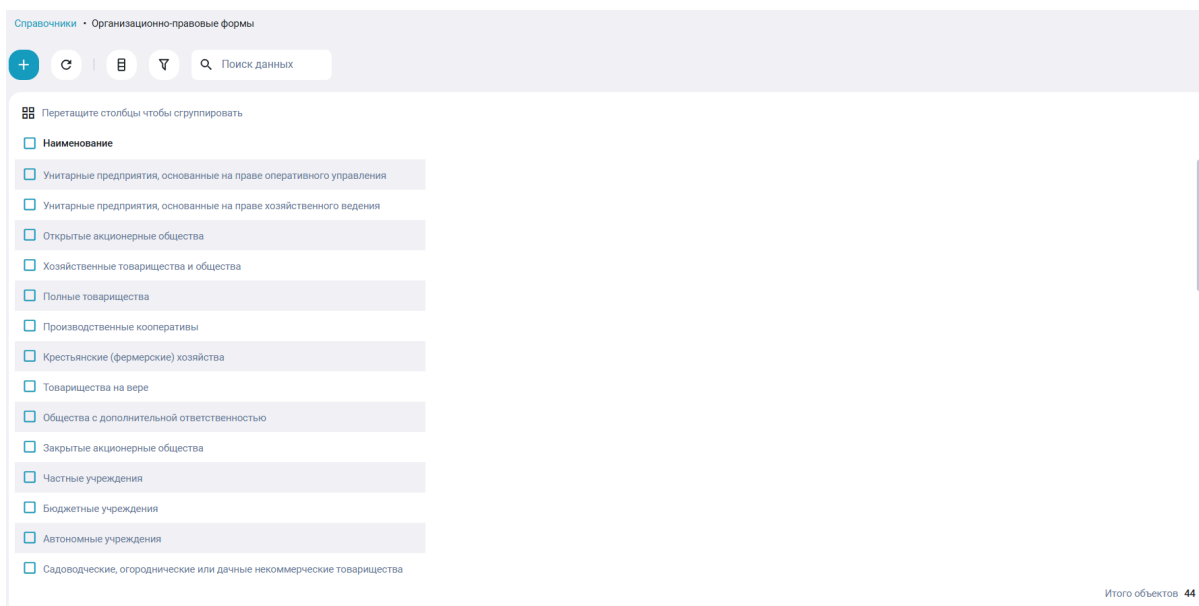 Справочники • Организационно-правовые формы
Поиск данных
Перетащите столбцы чтобы сгруппировать
Наименование
Унитарные предприятия, основанные на праве оперативного управления
Унитарные предприятия, основанные на праве хозяйственного ведения
Открытые акционерные общества
Хозяйственные товарищества и общества
Полные товарищества
Производственные кооперативы
Крестьянские (фермерские) хозяйства
Товарищества на вере
Общества с дополнительной ответственностью
Закрытые акционерные общества
Частные учреждения
Бюджетные учреждения
Автономные учреждения
Садоводческие, огороднические или дачные некоммерческие товарищества
Итого объектов 44